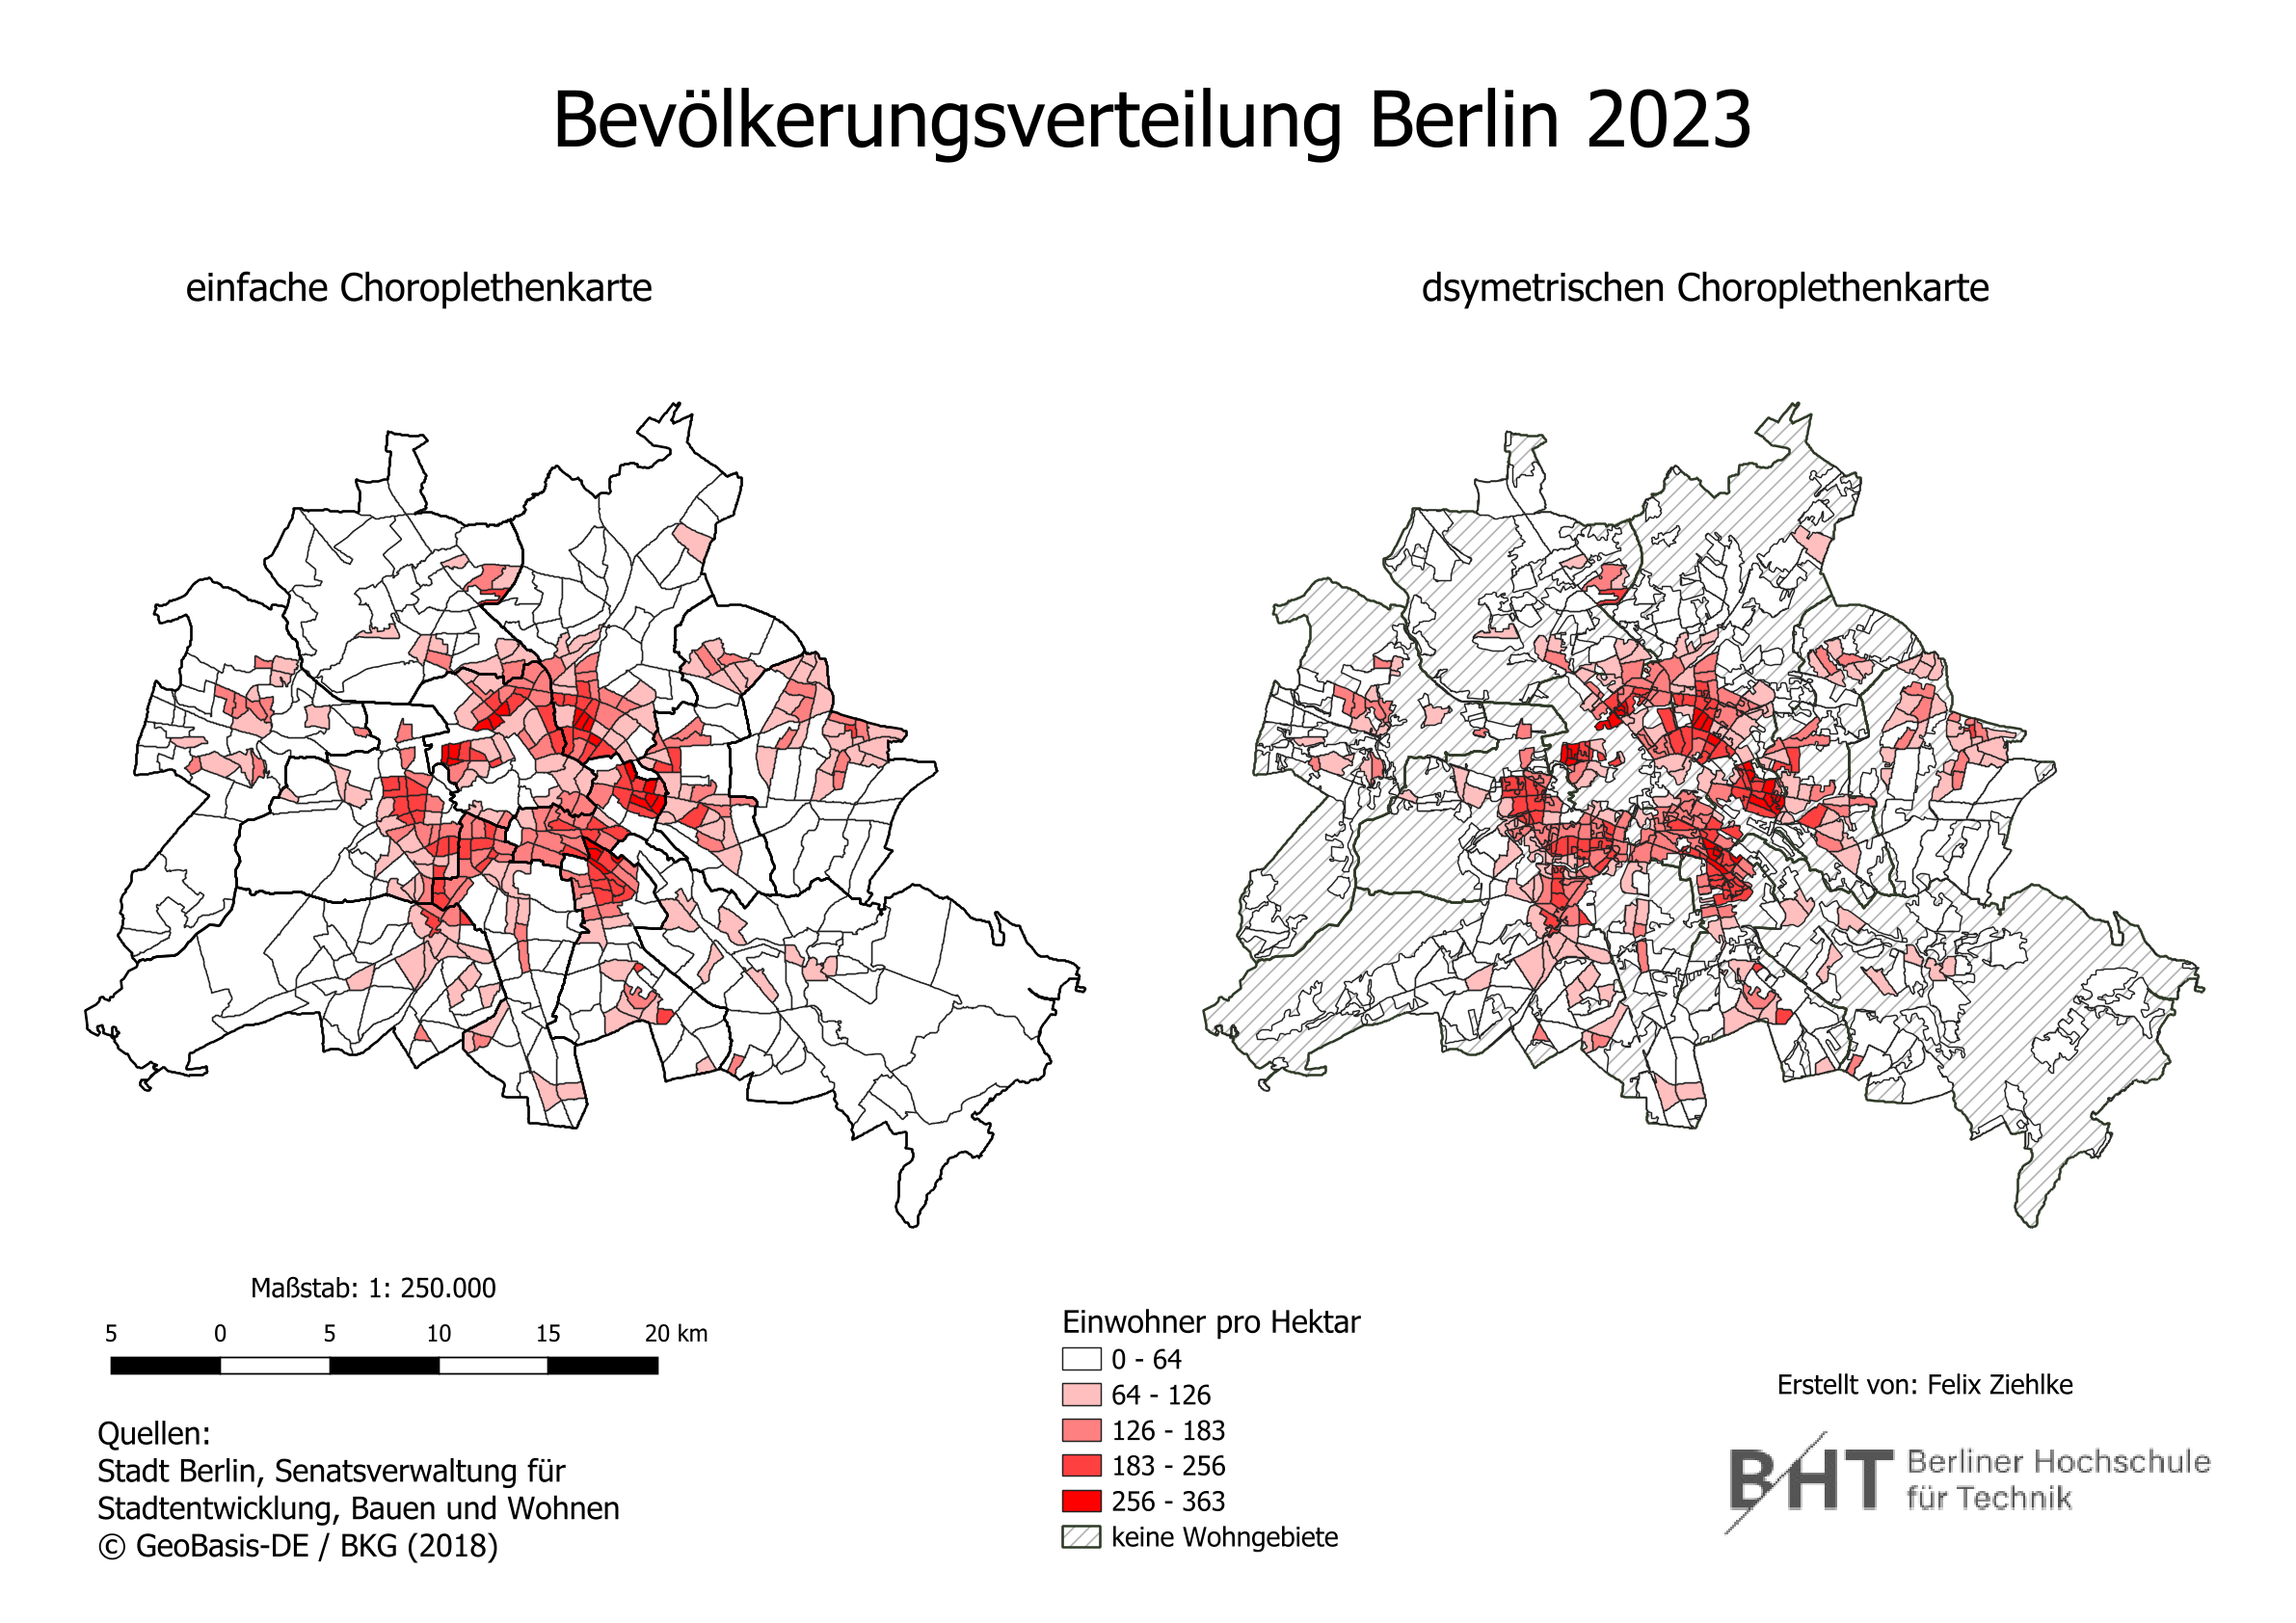 Bevölkerungsverteilung Berlin 2023
einfache Choroplethenkarte
dsymetrischen Choroplethenkarte
Maßstab: 1: 250.000
5 0 5 10 15 20 km
Quellen:
Stadt Berlin, Senatsverwaltung für
Stadtentwicklung, Bauen und Wohnen
© GeoBasis-DE / BKG (2018)
Einwohner pro Hektar
0 - 64
64 - 126
126 - 183
183 - 256
256 - 363
keine Wohngebiete
Erstellt von: Felix Ziehlke
BHT Berliner Hochschule
für Technik